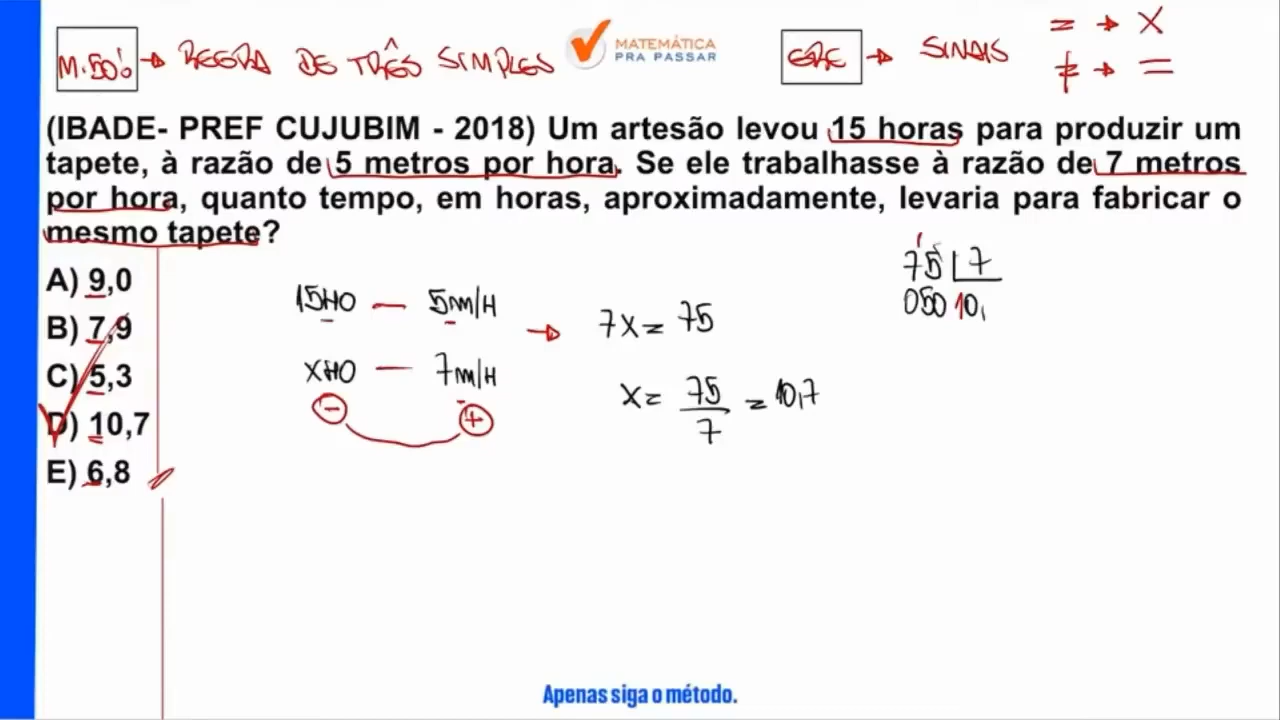 M.50% → REGRA DE TRÊS SIMPLES
MATEMÁTICA
PRA PASSAR
→ SINAIS
= → X
≠ → =
(IBADE- PREF CUJUBIM - 2018) Um artesão levou 15 horas para produzir um
tapete, à razão de 5 metros por hora. Se ele trabalhasse à razão de 7 metros
por hora, quanto tempo, em horas, aproximadamente, levaria para fabricar o
mesmo tapete?
A) 9,0
B) 7,9
C) 5,3
D) 10,7
E) 6,8
15HO — 5m/H
XHO — 7m/H
− +
→ 7X = 75
X = 75/7 = 10,7
75 | 7
050 10,
Apenas siga o método.